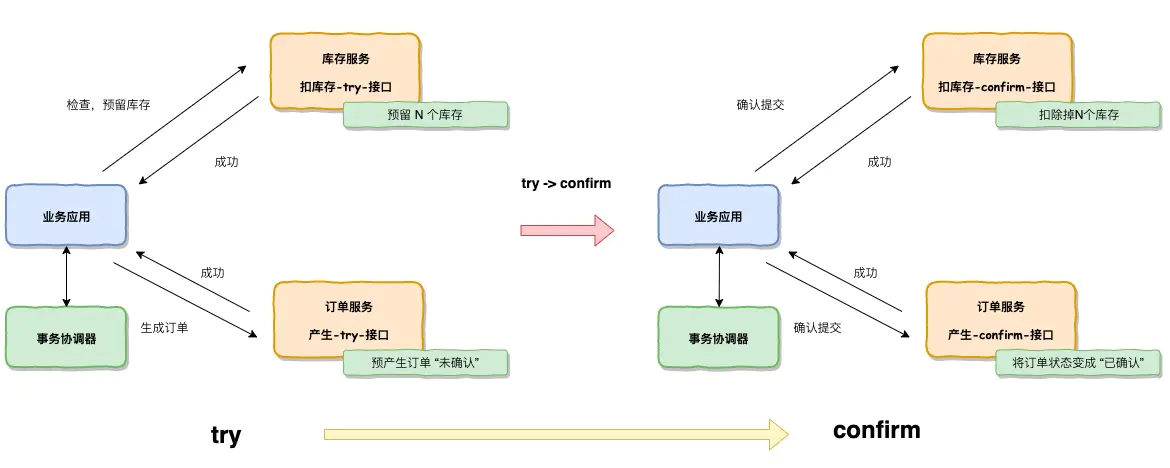 库存服务
扣库存-try-接口
预留 N 个库存
检查，预留库存
成功
业务应用
事务协调器
成功
生成订单
订单服务
产生-try-接口
预产生订单 “未确认”
try -> confirm
库存服务
扣库存-confirm-接口
扣除掉N个库存
确认提交
成功
业务应用
事务协调器
成功
确认提交
订单服务
产生-confirm-接口
将订单状态变成 “已确认”
try
confirm